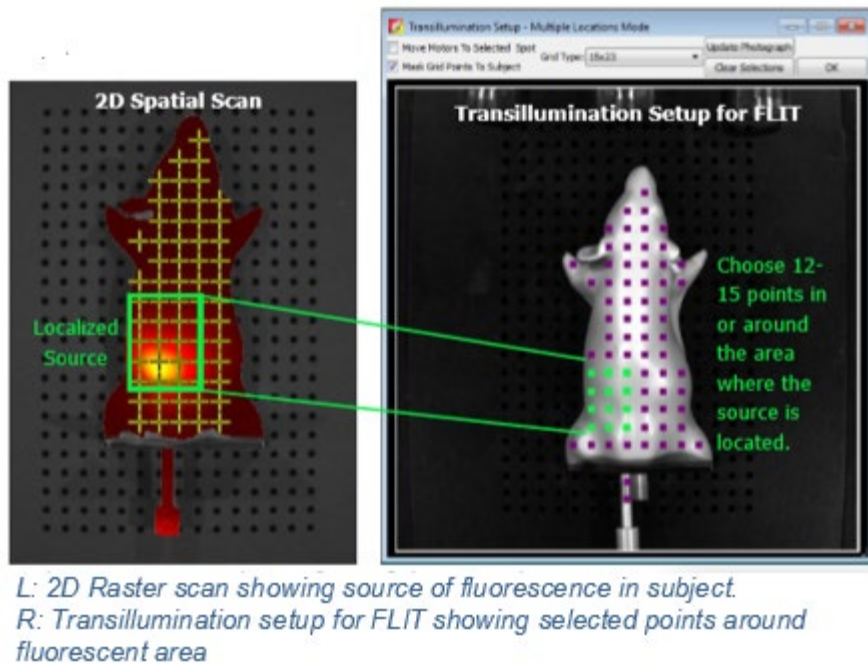 Transillumination Setup - Multiple Locations Mode
Move Motors To Selected Spot
Grid Type: 15x23
Update Photograph
Mask Grid Points To Subject
Clear Selections
OK
2D Spatial Scan
Transillumination Setup for FLIT
Localized
Source
Choose 12-
15 points in
or around
the area
where the
source is
located.
L: 2D Raster scan showing source of fluorescence in subject.
R: Transillumination setup for FLIT showing selected points around
fluorescent area